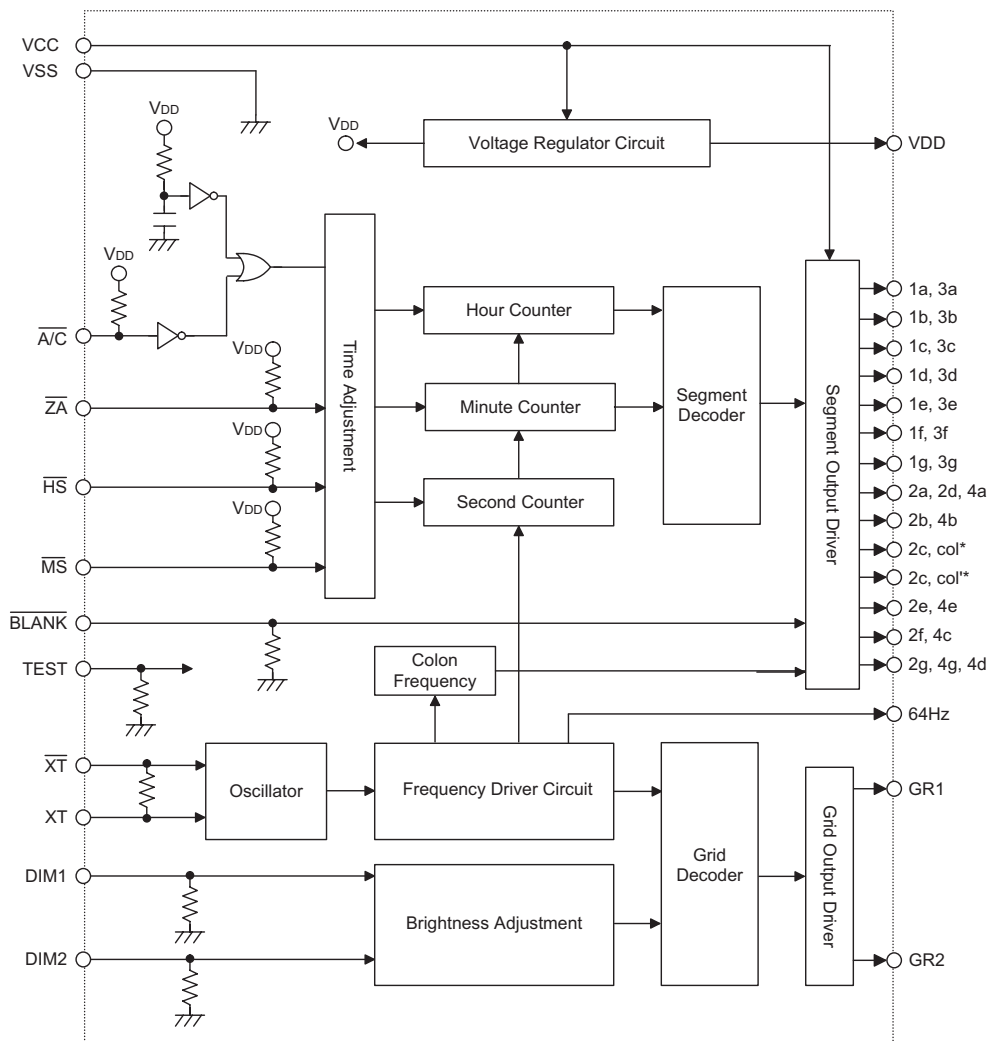 VCC
VSS
VDD
VDD
Voltage Regulator Circuit
VDD
VDD
A/C
VDD
ZA
VDD
HS
VDD
MS
Time Adjustment
Hour Counter
Minute Counter
Second Counter
Segment
Decoder
Segment Output Driver
1a, 3a
1b, 3b
1c, 3c
1d, 3d
1e, 3e
1f, 3f
1g, 3g
2a, 2d, 4a
2b, 4b
2c, col*
2c, col'*
2e, 4e
2f, 4c
2g, 4g, 4d
BLANK
TEST
Colon
Frequency
64Hz
XT
XT
Oscillator
Frequency Driver Circuit
Grid
Decoder
Grid Output Driver
GR1
GR2
DIM1
DIM2
Brightness Adjustment